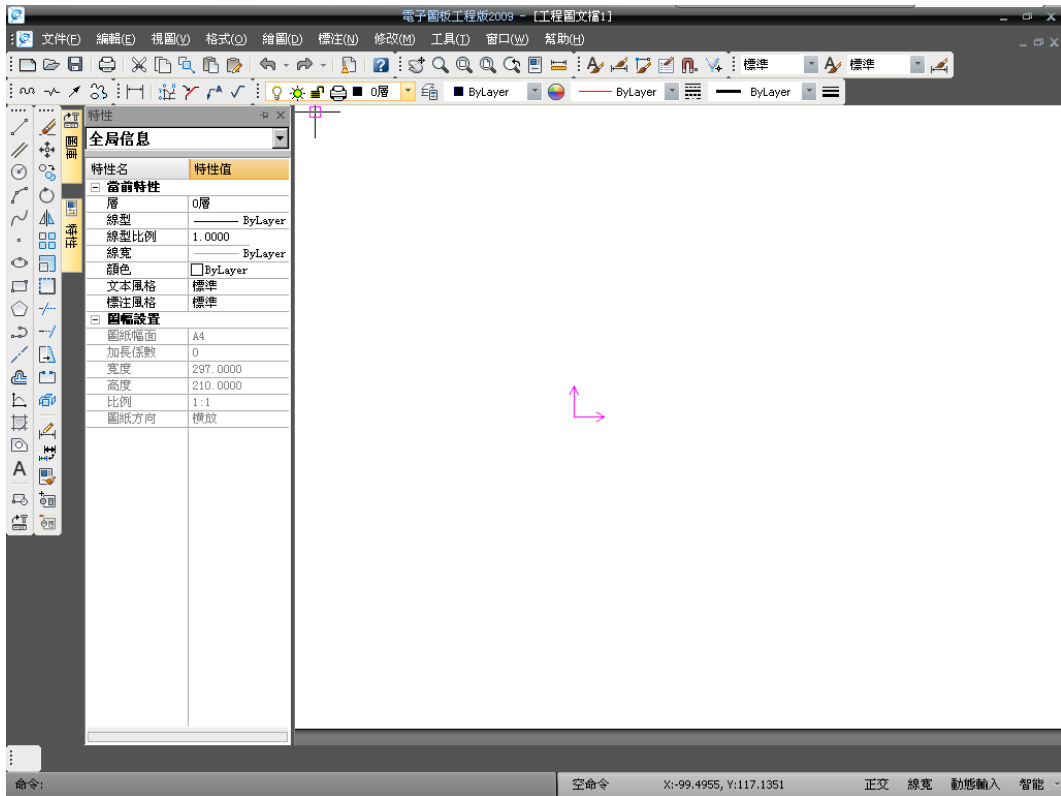 電子圖板工程版2009 - [工程圖文檔1]
文件(F) 編輯(E) 視圖(V) 格式(O) 繪圖(D) 標注(N) 修改(M) 工具(T) 窗口(W) 幫助(H)
標準 標準
0層 ByLayer ByLayer ByLayer
特性
圖冊
全局信息
特性名 特性值
當前特性
層 0層
線型 ByLayer
線型比例 1.0000
線寬 ByLayer
顏色 ByLayer
文本風格 標準
標注風格 標準
特性
圖幅設置
圖紙幅面 A4
加長係數 0
寬度 297.0000
高度 210.0000
比例 1:1
圖紙方向 橫放
A
命令:
空命令 X:-99.4955, Y:117.1351 正交 線寬 動態輸入 智能